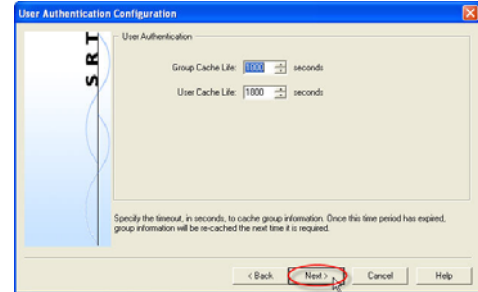 User Authentication Configuration
SRT
User Authentication
Group Cache Life: 1800 seconds
User Cache Life: 1800 seconds
Specify the timeout, in seconds, to cache group information. Once this time period has expired,
group information will be re-cached the next time it is required.
< Back Next > Cancel Help